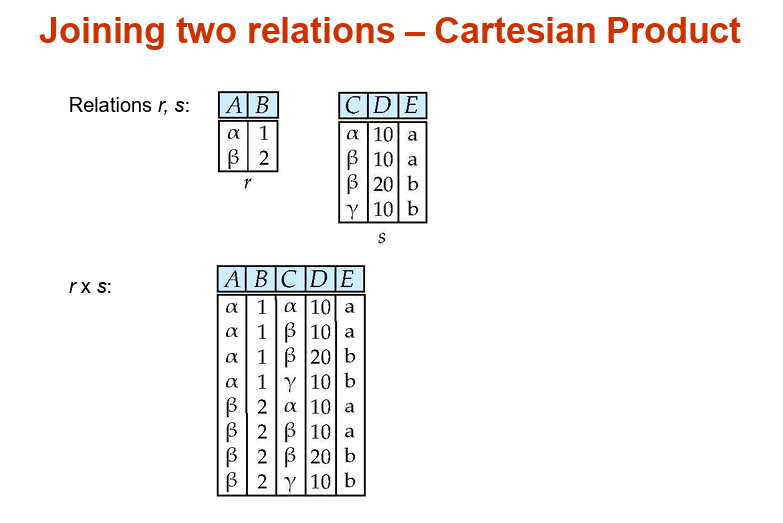 Joining two relations – Cartesian Product
Relations r, s:
A B
α 1
β 2
r
C D E
α 10 a
β 10 a
β 20 b
γ 10 b
s
r x s:
A B C D E
α 1 α 10 a
α 1 β 10 a
α 1 β 20 b
α 1 γ 10 b
β 2 α 10 a
β 2 β 10 a
β 2 β 20 b
β 2 γ 10 b